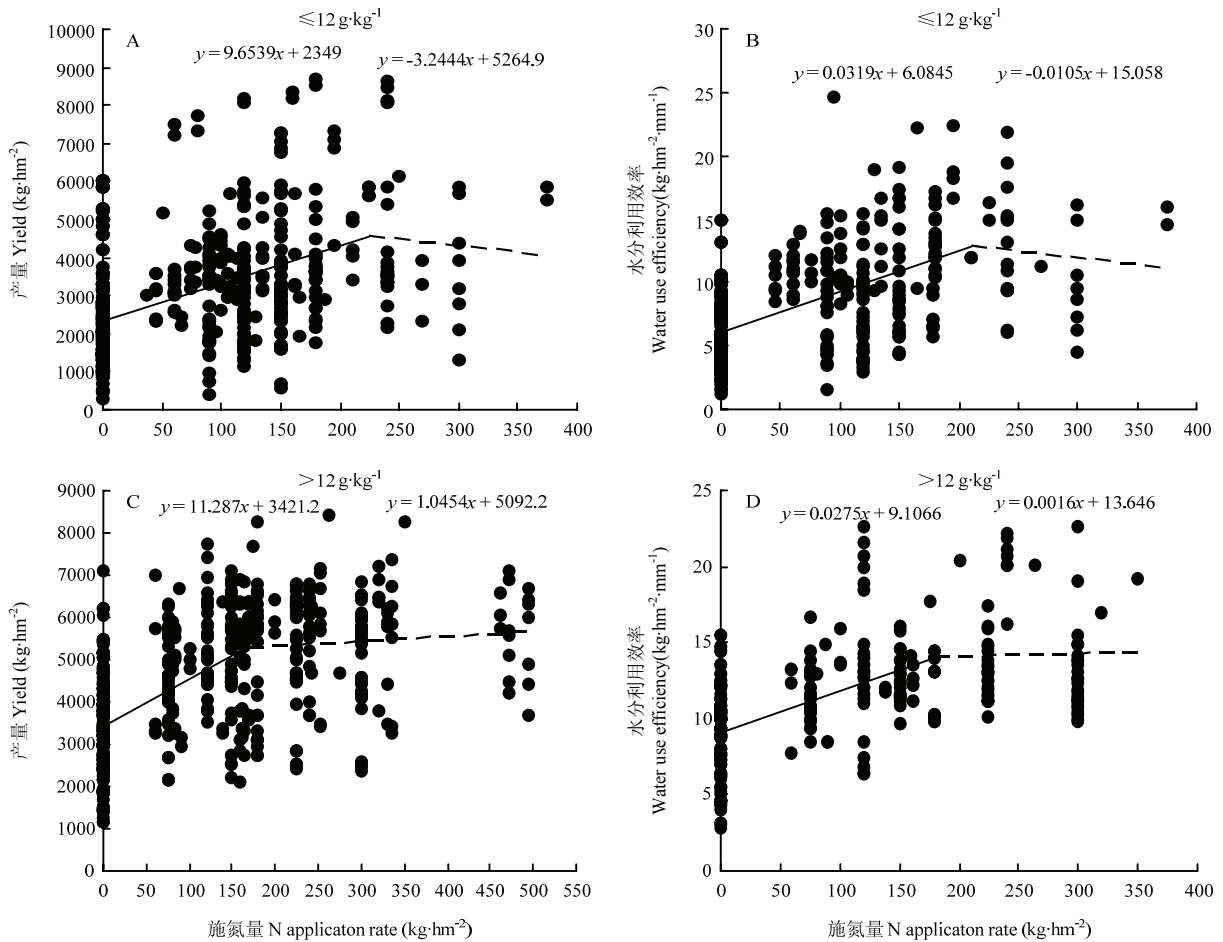 ≤12 g·kg⁻¹
A
y = 9.6539x + 2349
y = -3.2444x + 5264.9
产量 Yield (kg·hm⁻²)
10000
9000
8000
7000
6000
5000
4000
3000
2000
1000
0
0 50 100 150 200 250 300 350 400
≤12 g·kg⁻¹
B
y = 0.0319x + 6.0845
y = -0.0105x + 15.058
水分利用效率
Water use efficiency(kg·hm⁻²·mm⁻¹)
30
25
20
15
10
5
0
0 50 100 150 200 250 300 350 400
>12 g·kg⁻¹
C
y = 11.287x + 3421.2
y = 1.0454x + 5092.2
产量 Yield (kg·hm⁻²)
9000
8000
7000
6000
5000
4000
3000
2000
1000
0
0 50 100 150 200 250 300 350 400 450 500 550
施氮量 N applicaton rate (kg·hm⁻²)
>12 g·kg⁻¹
D
y = 0.0275x + 9.1066
y = 0.0016x + 13.646
水分利用效率
Water use efficiency(kg·hm⁻²·mm⁻¹)
25
20
15
10
5
0
0 50 100 150 200 250 300 350 400
施氮量 N applicaton rate (kg·hm⁻²)